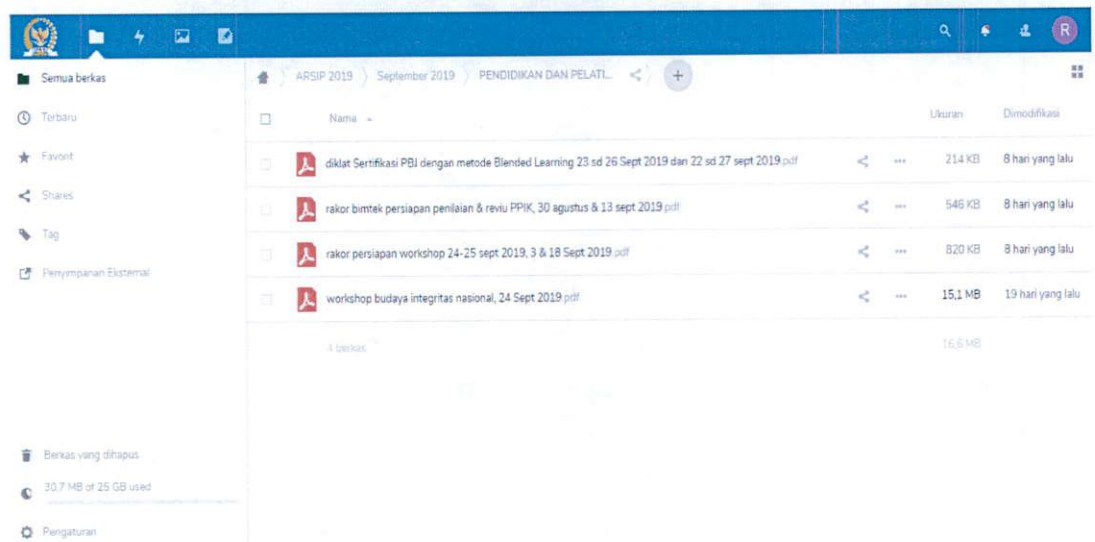 R
Semua berkas
ARSIP 2019 September 2019 PENDIDIKAN DAN PELATI... +
Terbaru
Nama Ukuran Dimodifikasi
Favorit
diklat Sertifikasi PBJ dengan metode Blended Learning 23 sd 26 Sept 2019 dan 22 sd 27 sept 2019.pdf 214 KB 8 hari yang lalu
Shares
rakor bimtek persiapan penilaian & reviu PPIK, 30 agustus & 13 sept 2019.pdf 546 KB 8 hari yang lalu
Tag
rakor persiapan workshop 24-25 sept 2019, 3 & 18 Sept 2019.pdf 820 KB 8 hari yang lalu
Penyimpanan Eksternal
workshop budaya integritas nasional, 24 Sept 2019.pdf 15,1 MB 19 hari yang lalu
4 berkas 16,6 MB
Berkas yang dihapus
30,7 MB of 25 GB used
Pengaturan